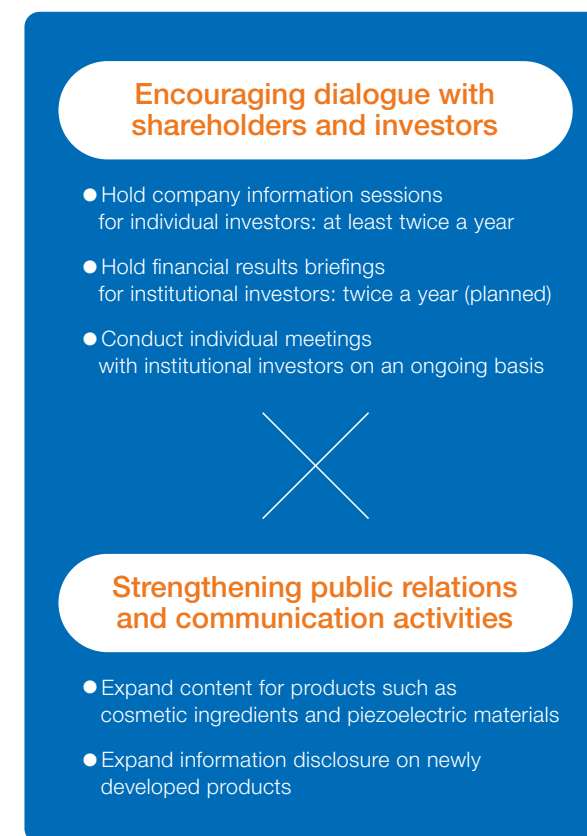 Encouraging dialogue with
shareholders and investors
●Hold company information sessions
for individual investors: at least twice a year
●Hold financial results briefings
for institutional investors: twice a year (planned)
●Conduct individual meetings
with institutional investors on an ongoing basis
Strengthening public relations
and communication activities
●Expand content for products such as
cosmetic ingredients and piezoelectric materials
●Expand information disclosure on newly
developed products